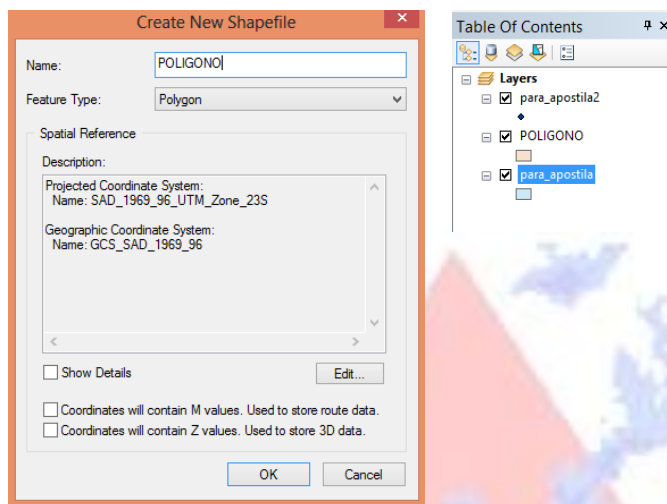 Create New Shapefile
Name:
POLIGONO
Feature Type:
Polygon
Spatial Reference
Description:
Projected Coordinate System:
Name: SAD_1969_96_UTM_Zone_23S
Geographic Coordinate System:
Name: GCS_SAD_1969_96
Show Details
Edit...
Coordinates will contain M values. Used to store route data.
Coordinates will contain Z values. Used to store 3D data.
OK
Cancel
Table Of Contents
Layers
para_apostila2
POLIGONO
para_apostila